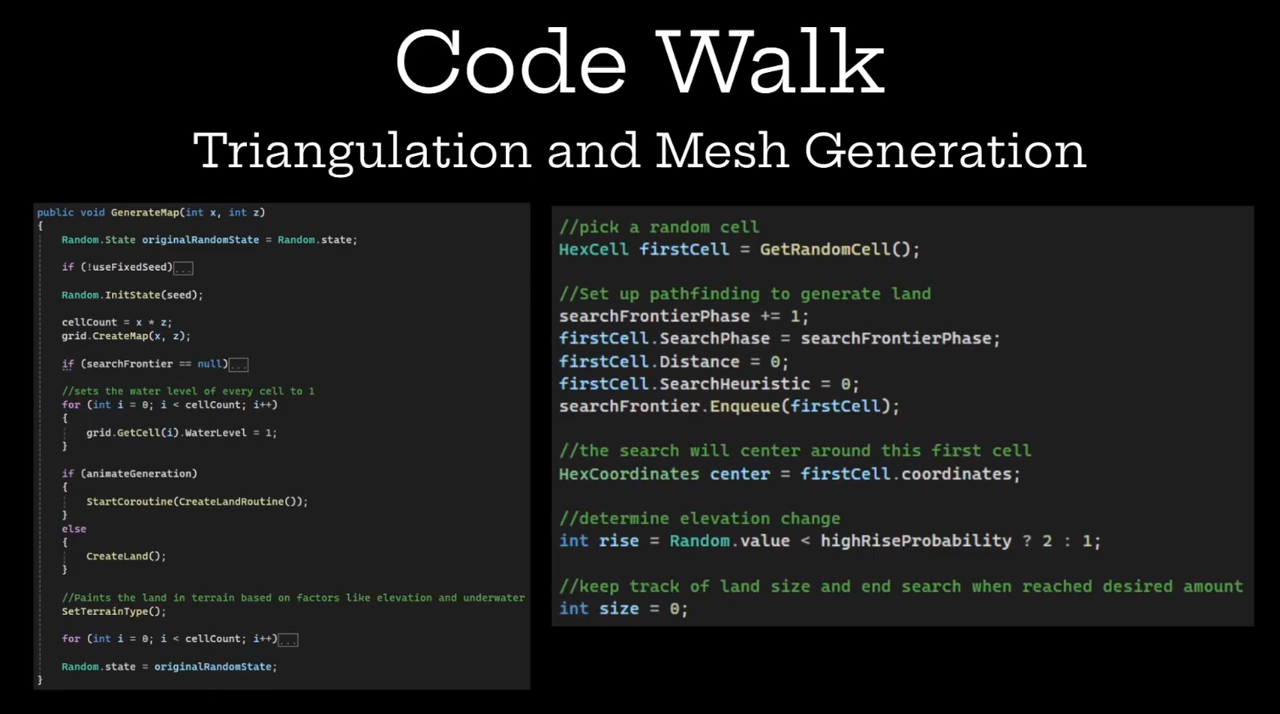 Code Walk
Triangulation and Mesh Generation
public void GenerateMap(int x, int z)
{
Random.State originalRandomState = Random.state;
if (!useFixedSeed)...
Random.InitState(seed);
cellCount = x * z;
grid.CreateMap(x, z);
if (searchFrontier == null)...
//sets the water level of every cell to 1
for (int i = 0; i < cellCount; i++)
{
grid.GetCell(i).WaterLevel = 1;
}
if (animateGeneration)
{
StartCoroutine(CreateLandRoutine());
}
else
{
CreateLand();
}
//Paints the land in terrain based on factors like elevation and underwater
SetTerrainType();
for (int i = 0; i < cellCount; i++)...
Random.state = originalRandomState;
}
//pick a random cell
HexCell firstCell = GetRandomCell();
//Set up pathfinding to generate land
searchFrontierPhase += 1;
firstCell.SearchPhase = searchFrontierPhase;
firstCell.Distance = 0;
firstCell.SearchHeuristic = 0;
searchFrontier.Enqueue(firstCell);
//the search will center around this first cell
HexCoordinates center = firstCell.coordinates;
//determine elevation change
int rise = Random.value < highRiseProbability ? 2 : 1;
//keep track of land size and end search when reached desired amount
int size = 0;